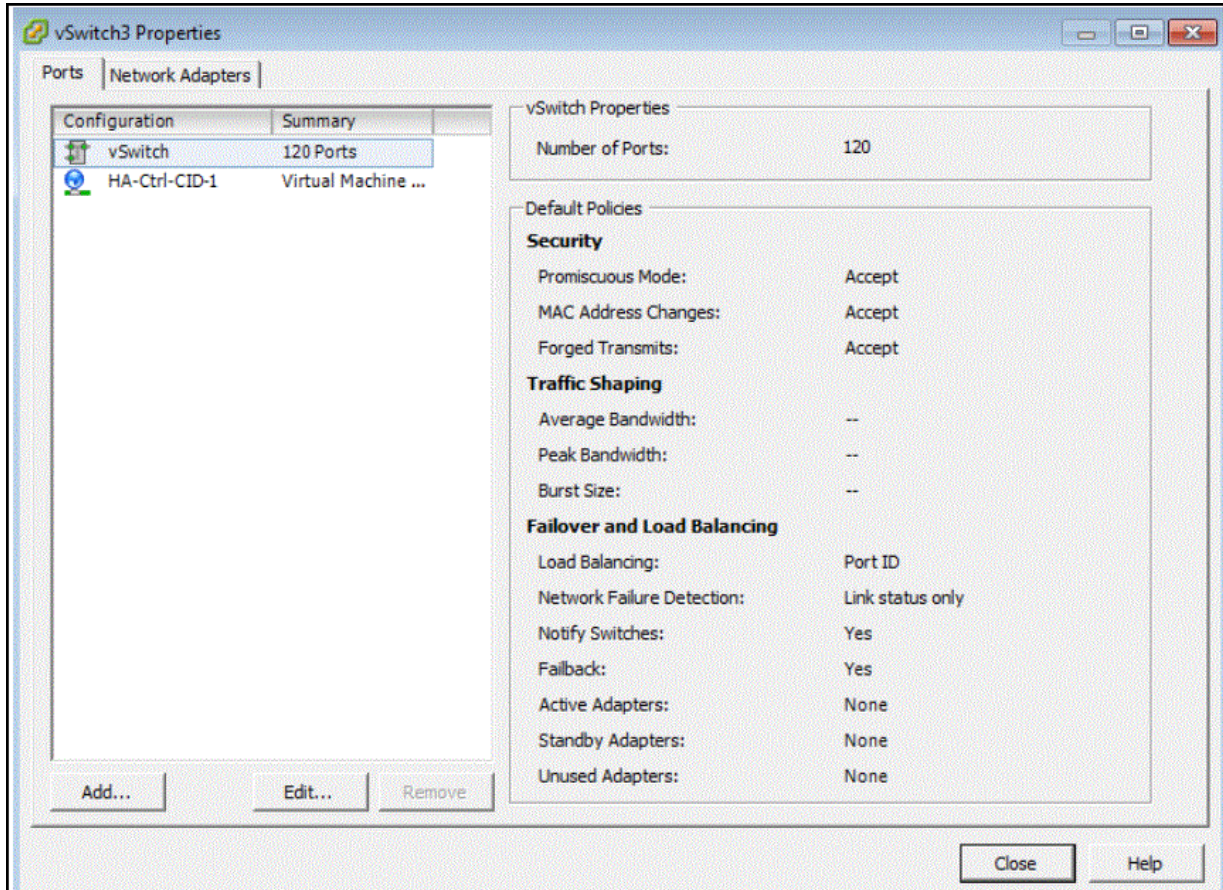 vSwitch3 Properties
Ports Network Adapters
Configuration Summary
vSwitch 120 Ports
HA-Ctrl-CID-1 Virtual Machine ...
Add... Edit... Remove
vSwitch Properties
Number of Ports: 120
Default Policies
Security
Promiscuous Mode: Accept
MAC Address Changes: Accept
Forged Transmits: Accept
Traffic Shaping
Average Bandwidth: --
Peak Bandwidth: --
Burst Size: --
Failover and Load Balancing
Load Balancing: Port ID
Network Failure Detection: Link status only
Notify Switches: Yes
Failback: Yes
Active Adapters: None
Standby Adapters: None
Unused Adapters: None
Close Help